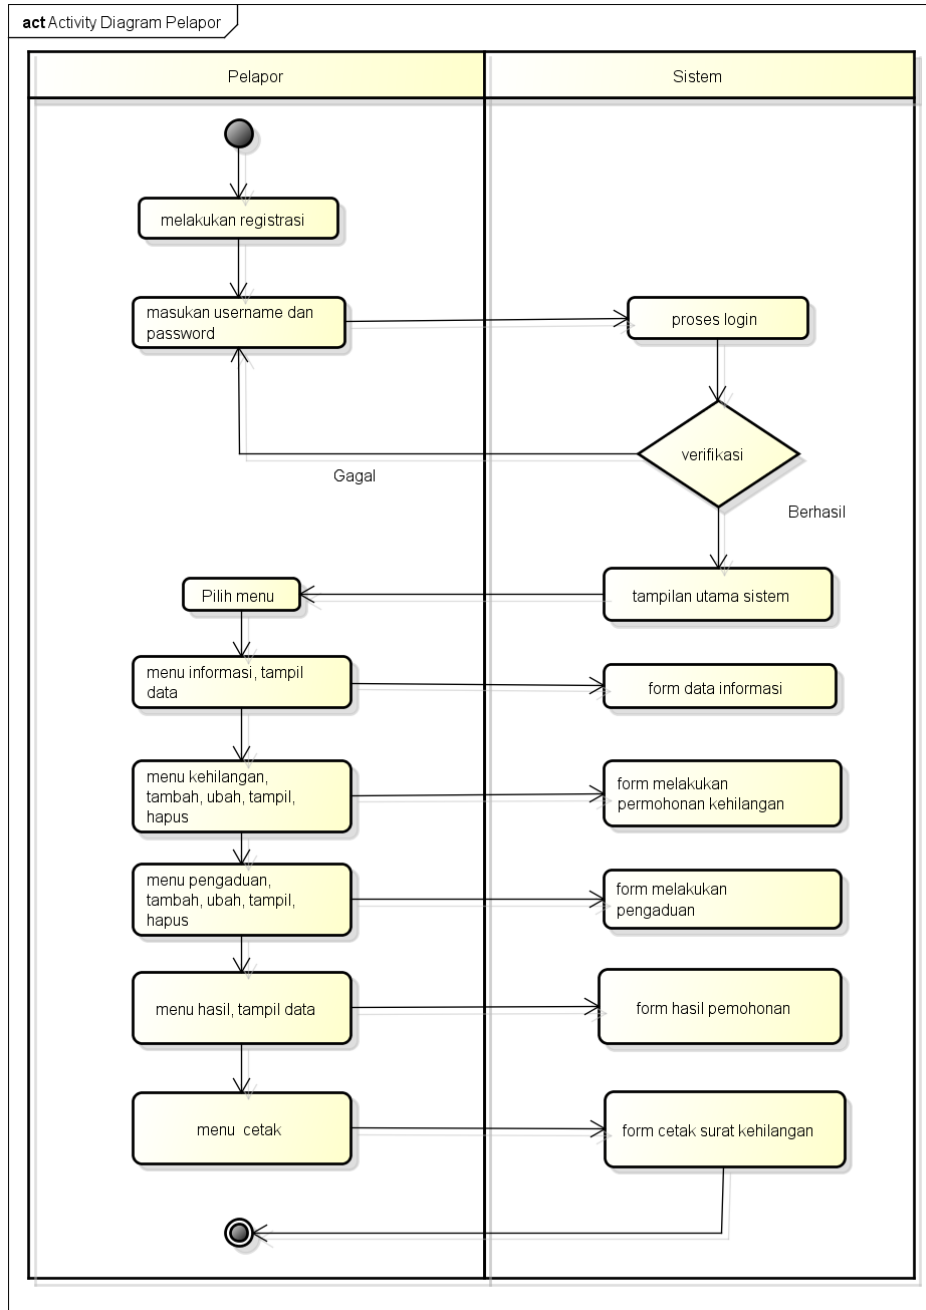 act Activity Diagram Pelapor
Pelapor
Sistem
melakukan registrasi
masukan username dan
password
proses login
verifikasi
Gagal
Berhasil
Pilih menu
tampilan utama sistem
menu informasi, tampil
data
form data informasi
menu kehilangan,
tambah, ubah, tampil,
hapus
form melakukan
permohonan kehilangan
menu pengaduan,
tambah, ubah, tampil,
hapus
form melakukan
pengaduan
menu hasil, tampil data
form hasil pemohonan
menu cetak
form cetak surat kehilangan